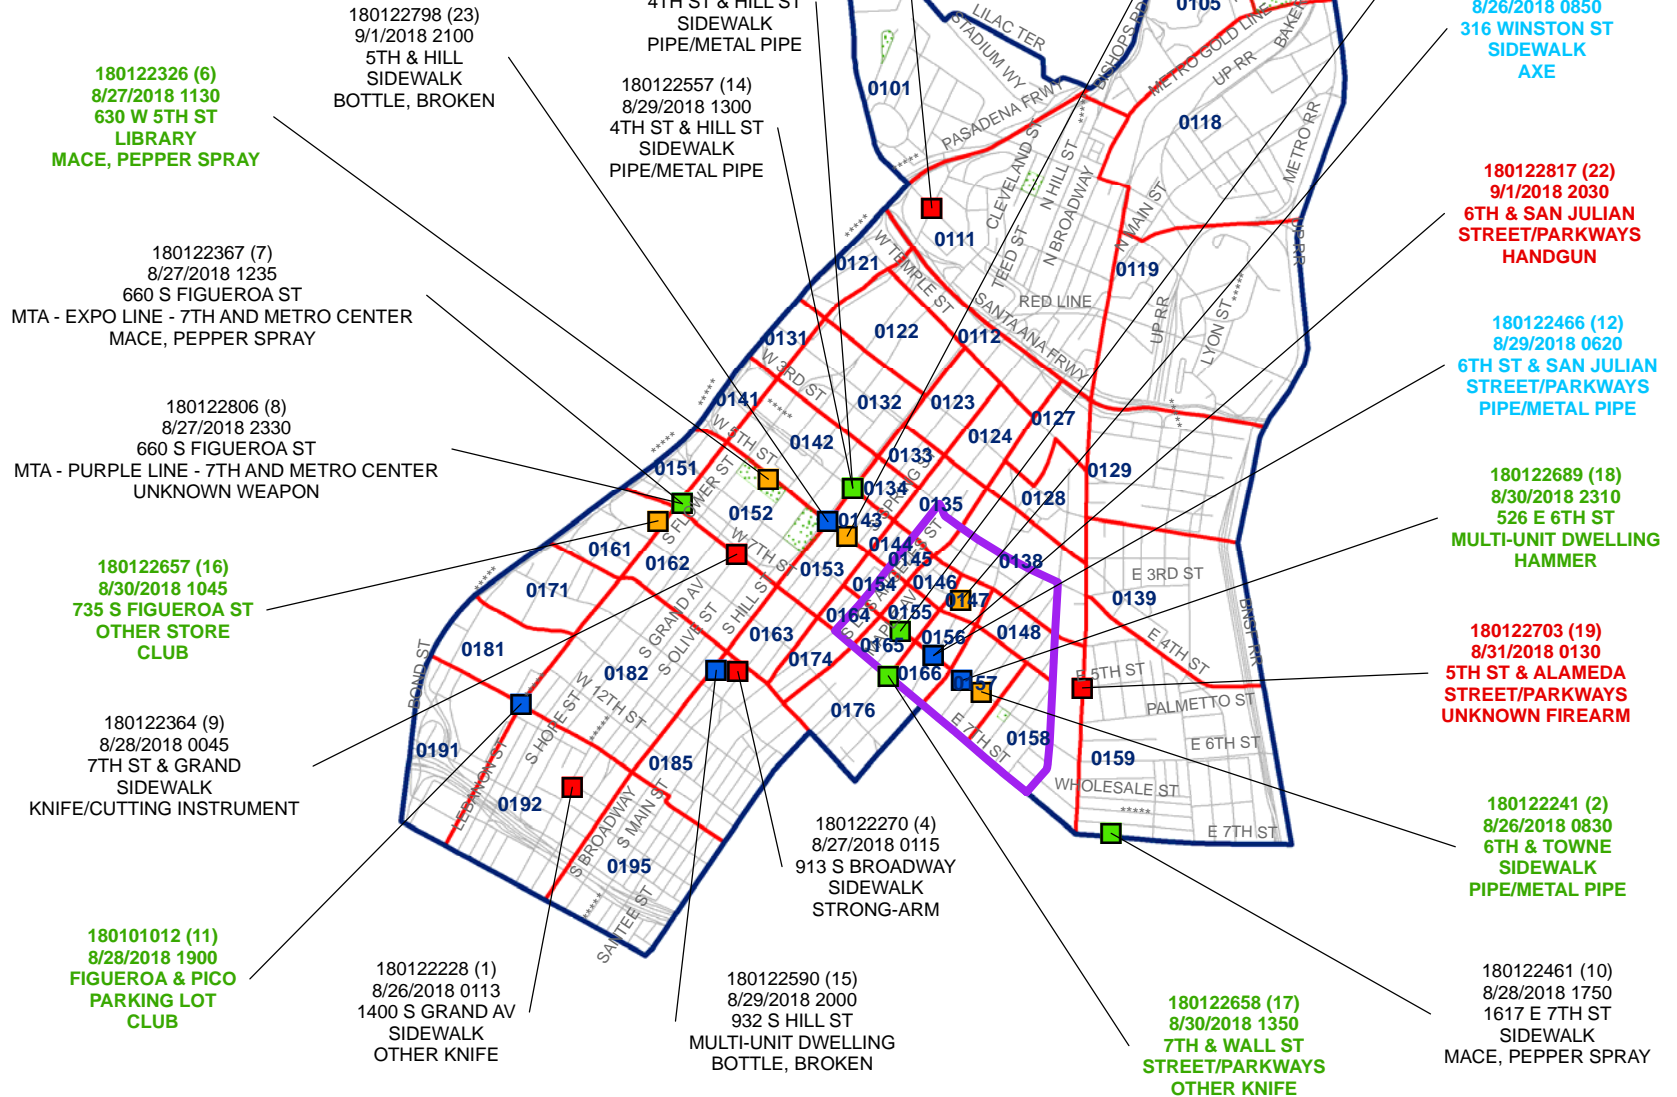 180122798 (23)
9/1/2018 2100
5TH & HILL
SIDEWALK
BOTTLE, BROKEN
4TH ST & HILL ST
SIDEWALK
PIPE/METAL PIPE
8/26/2018 0850
316 WINSTON ST
SIDEWALK
AXE
180122326 (6)
8/27/2018 1130
630 W 5TH ST
LIBRARY
MACE, PEPPER SPRAY
180122557 (14)
8/29/2018 1300
4TH ST & HILL ST
SIDEWALK
PIPE/METAL PIPE
180122817 (22)
9/1/2018 2030
6TH & SAN JULIAN
STREET/PARKWAYS
HANDGUN
180122367 (7)
8/27/2018 1235
660 S FIGUEROA ST
MTA - EXPO LINE - 7TH AND METRO CENTER
MACE, PEPPER SPRAY
180122466 (12)
8/29/2018 0620
6TH ST & SAN JULIAN
STREET/PARKWAYS
PIPE/METAL PIPE
180122806 (8)
8/27/2018 2330
660 S FIGUEROA ST
MTA - PURPLE LINE - 7TH AND METRO CENTER
UNKNOWN WEAPON
180122689 (18)
8/30/2018 2310
526 E 6TH ST
MULTI-UNIT DWELLING
HAMMER
180122657 (16)
8/30/2018 1045
735 S FIGUEROA ST
OTHER STORE
CLUB
180122703 (19)
8/31/2018 0130
5TH ST & ALAMEDA
STREET/PARKWAYS
UNKNOWN FIREARM
180122364 (9)
8/28/2018 0045
7TH ST & GRAND
SIDEWALK
KNIFE/CUTTING INSTRUMENT
180122241 (2)
8/26/2018 0830
6TH & TOWNE
SIDEWALK
PIPE/METAL PIPE
180122270 (4)
8/27/2018 0115
913 S BROADWAY
SIDEWALK
STRONG-ARM
180101012 (11)
8/28/2018 1900
FIGUEROA & PICO
PARKING LOT
CLUB
180122228 (1)
8/26/2018 0113
1400 S GRAND AV
SIDEWALK
OTHER KNIFE
180122590 (15)
8/29/2018 2000
932 S HILL ST
MULTI-UNIT DWELLING
BOTTLE, BROKEN
180122658 (17)
8/30/2018 1350
7TH & WALL ST
STREET/PARKWAYS
OTHER KNIFE
180122461 (10)
8/28/2018 1750
1617 E 7TH ST
SIDEWALK
MACE, PEPPER SPRAY
LILAC TER
STADIUM WY
BISHOPS RD
0105
METRO GOLD LINE
BAKER
UP RR
0101
PASADENA FRWY
0118
METRO RR
CLEVELAND ST
N HILL ST
N BROADWAY
N MAIN ST
0111
TEED ST
UP RR
0121
W TEMPLE ST
0119
SANTA ANA FRWY
RED LINE
UP RR
LYON ST
0122
0112
0131
W 3RD ST
0132
0123
0141
0127
0142
0124
W 5TH ST
0133
0151
0129
S FLOWER ST
0134
0128
0152
0143
0135
0144
0161
0162
W 7TH ST
0153
0145
0138
0171
0154
0146
E 3RD ST
0147
0139
S GRAND AV
S HILL ST
0164
0155
S OLIVE ST
0163
0165
0156
0148
E 4TH ST
BNSF RR
0181
0182
0174
0166
0157
E 5TH ST
BOND ST
W 12TH ST
0176
PALMETTO ST
S HOPE ST
E 7TH ST
0158
E 6TH ST
0191
0185
0159
LEBANON ST
0192
WHOLESALE ST
S BROADWAY
S MAIN ST
E 7TH ST
0195
SANTEE ST